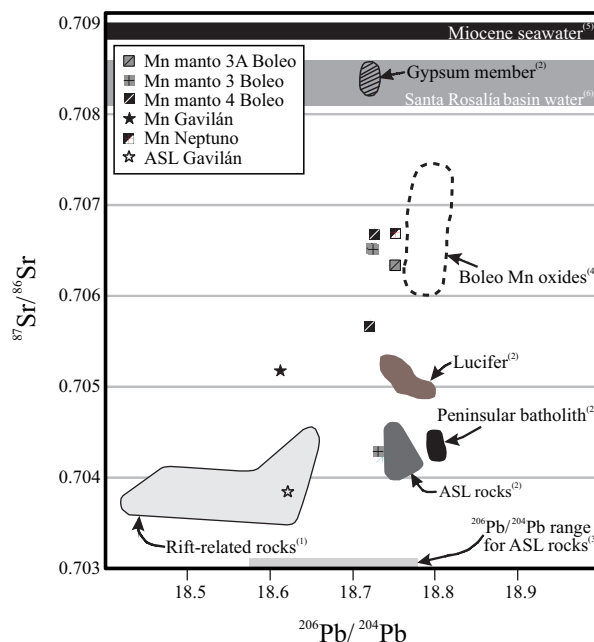 0.709
0.708
0.707
0.706
0.705
0.704
0.703
⁸⁷Sr/⁸⁶Sr
Miocene seawater⁽⁵⁾
Mn manto 3A Boleo
Mn manto 3 Boleo
Mn manto 4 Boleo
Mn Gavilán
Mn Neptuno
ASL Gavilán
Gypsum member⁽²⁾
Santa Rosalía basin water⁽⁶⁾
Boleo Mn oxides⁽⁴
Lucifer⁽²⁾
Peninsular batholith⁽²
ASL rocks⁽²⁾
Rift-related rocks⁽¹⁾
²⁰⁶Pb/²⁰⁴Pb range
for ASL rocks⁽³
18.5 18.6 18.7 18.8 18.9
²⁰⁶Pb/²⁰⁴Pb